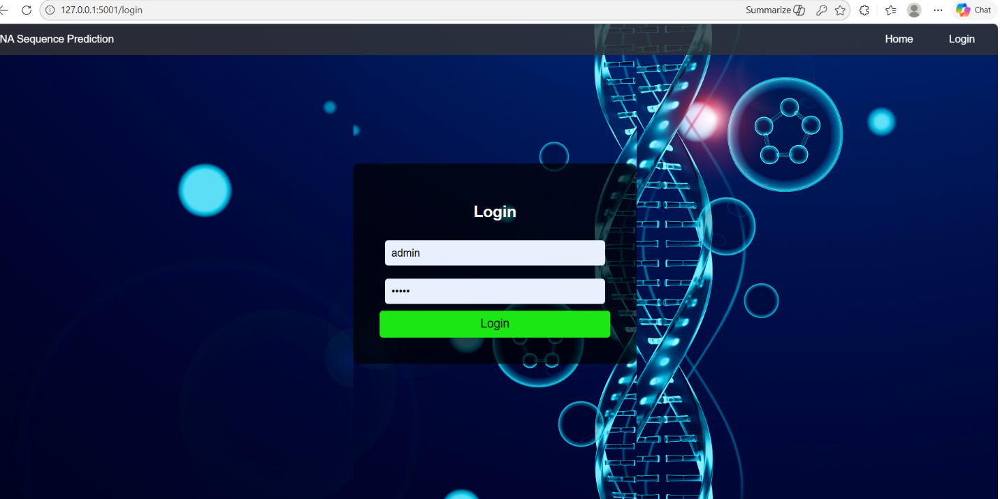 127.0.0.1:5001/login
Summarize
Chat
NA Sequence Prediction
Home
Login
Login
admin
•••••
Login